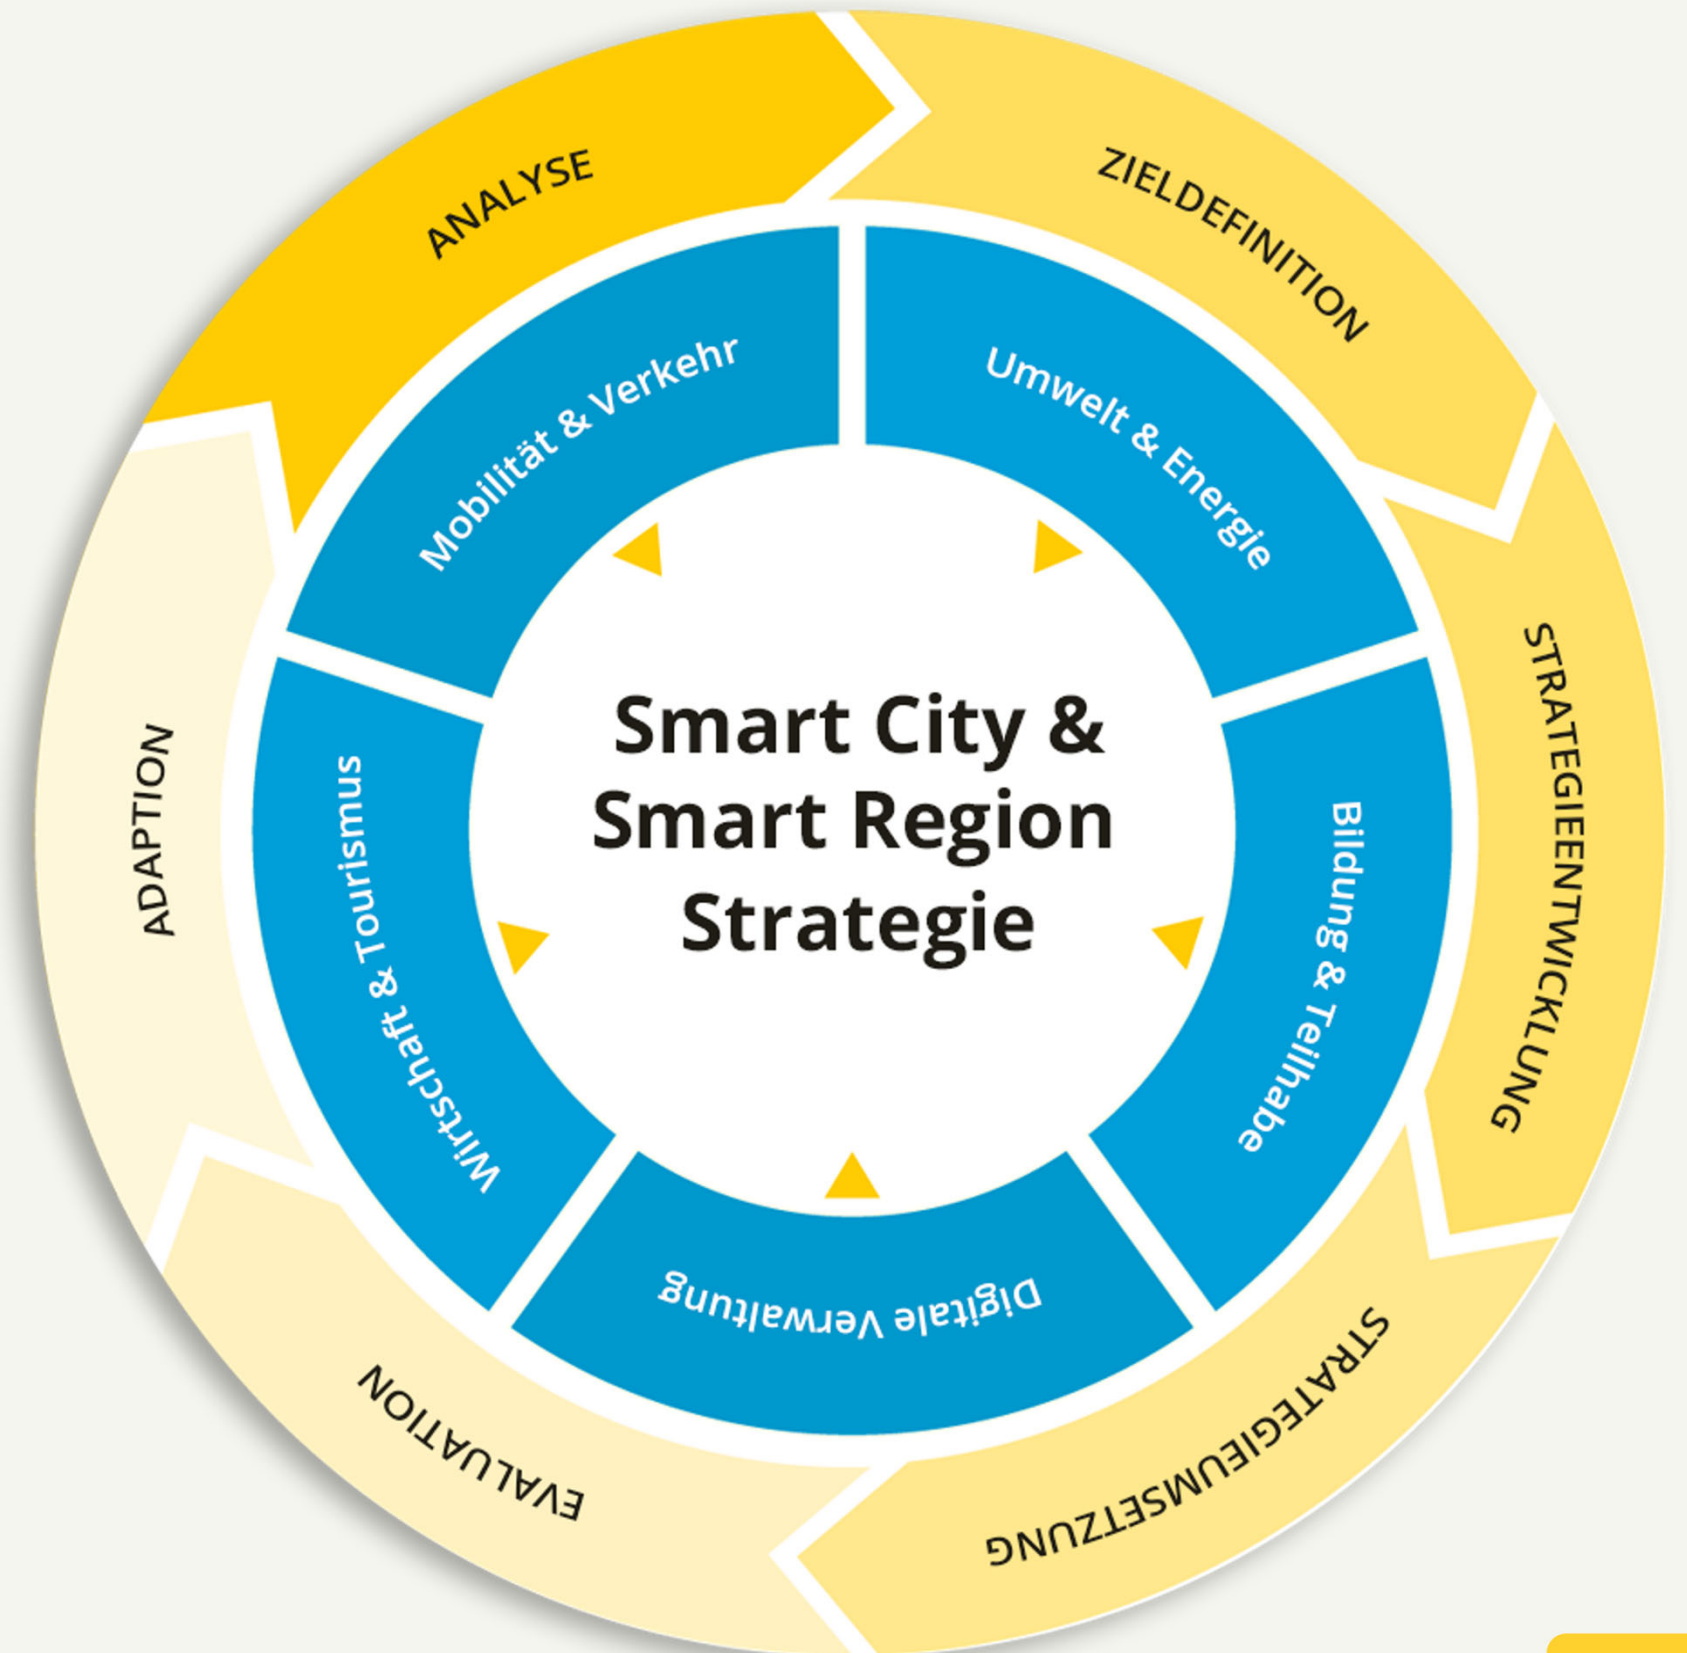 ANALYSE
ZIELDEFINITION
STRATEGIEENTWICKLUNG
STRATEGIEUMSETZUNG
EVALUATION
ADAPTION
Mobilität & Verkehr
Umwelt & Energie
Bildung & Teilhabe
Digitale Verwaltung
Wirtschaft & Tourismus
Smart City &
Smart Region
Strategie